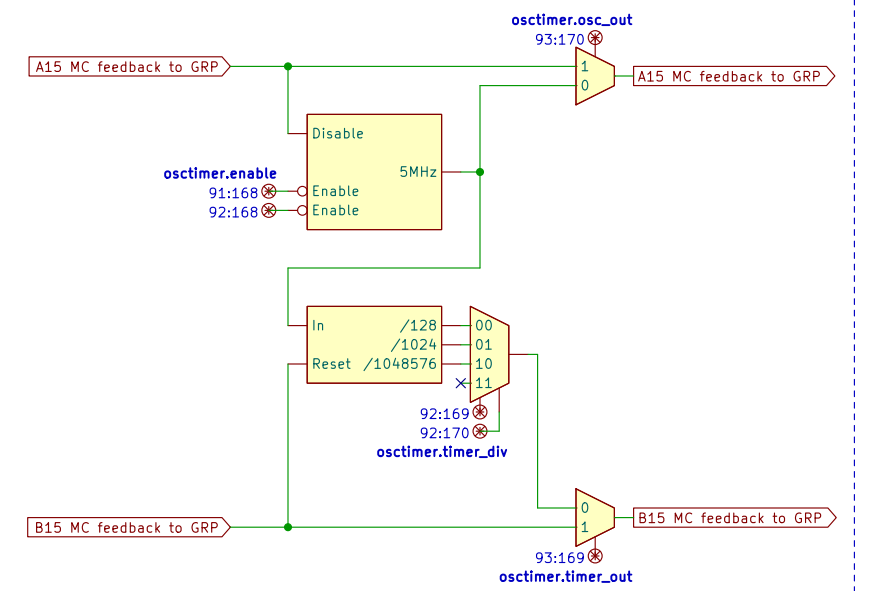 osctimer.osc_out
93:170
A15 MC feedback to GRP
1
0
A15 MC feedback to GRP
Disable
5MHz
osctimer.enable
91:168
Enable
92:168
Enable
In
/128
00
/1024
01
Reset
/1048576
10
11
92:169
92:170
osctimer.timer_div
0
B15 MC feedback to GRP
1
B15 MC feedback to GRP
93:169
osctimer.timer_out